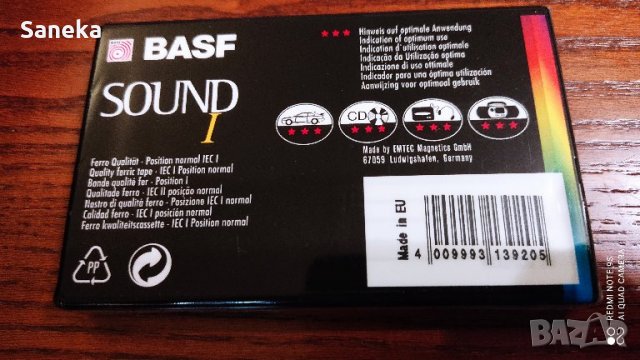 Saneka
BASF
SOUND
I
★★★ Hinweis auf optimale Anwendung
Indication of optimum use
Indication d'utilisation optimale
Indicação da Utilização optima
Indicazione di uso ottimale
Indicador para una óptima utilización
Aanwijzing voor optimaal gebruik
CD
★★★ ★★★ ★★★ ★★★
Made by EMTEC Magnetics GmbH
67059 Ludwigshafen, Germany
Ferro Qualität - Position normal IEC I
Quality ferric tape - IEC I Position normal
Bande qualité fer - Position I
Qualidade ferro - IEC II posição normal
Nastro di qualità ferro - Posizione IEC I normal
Calidad ferro - IEC I posición normal
Ferro kwaliteitscassette - IEC I Position normal
PP
Made in EU
4 009993 139205
REDMI NOTE 9S
AI QUAD CAMERA
BAZAR